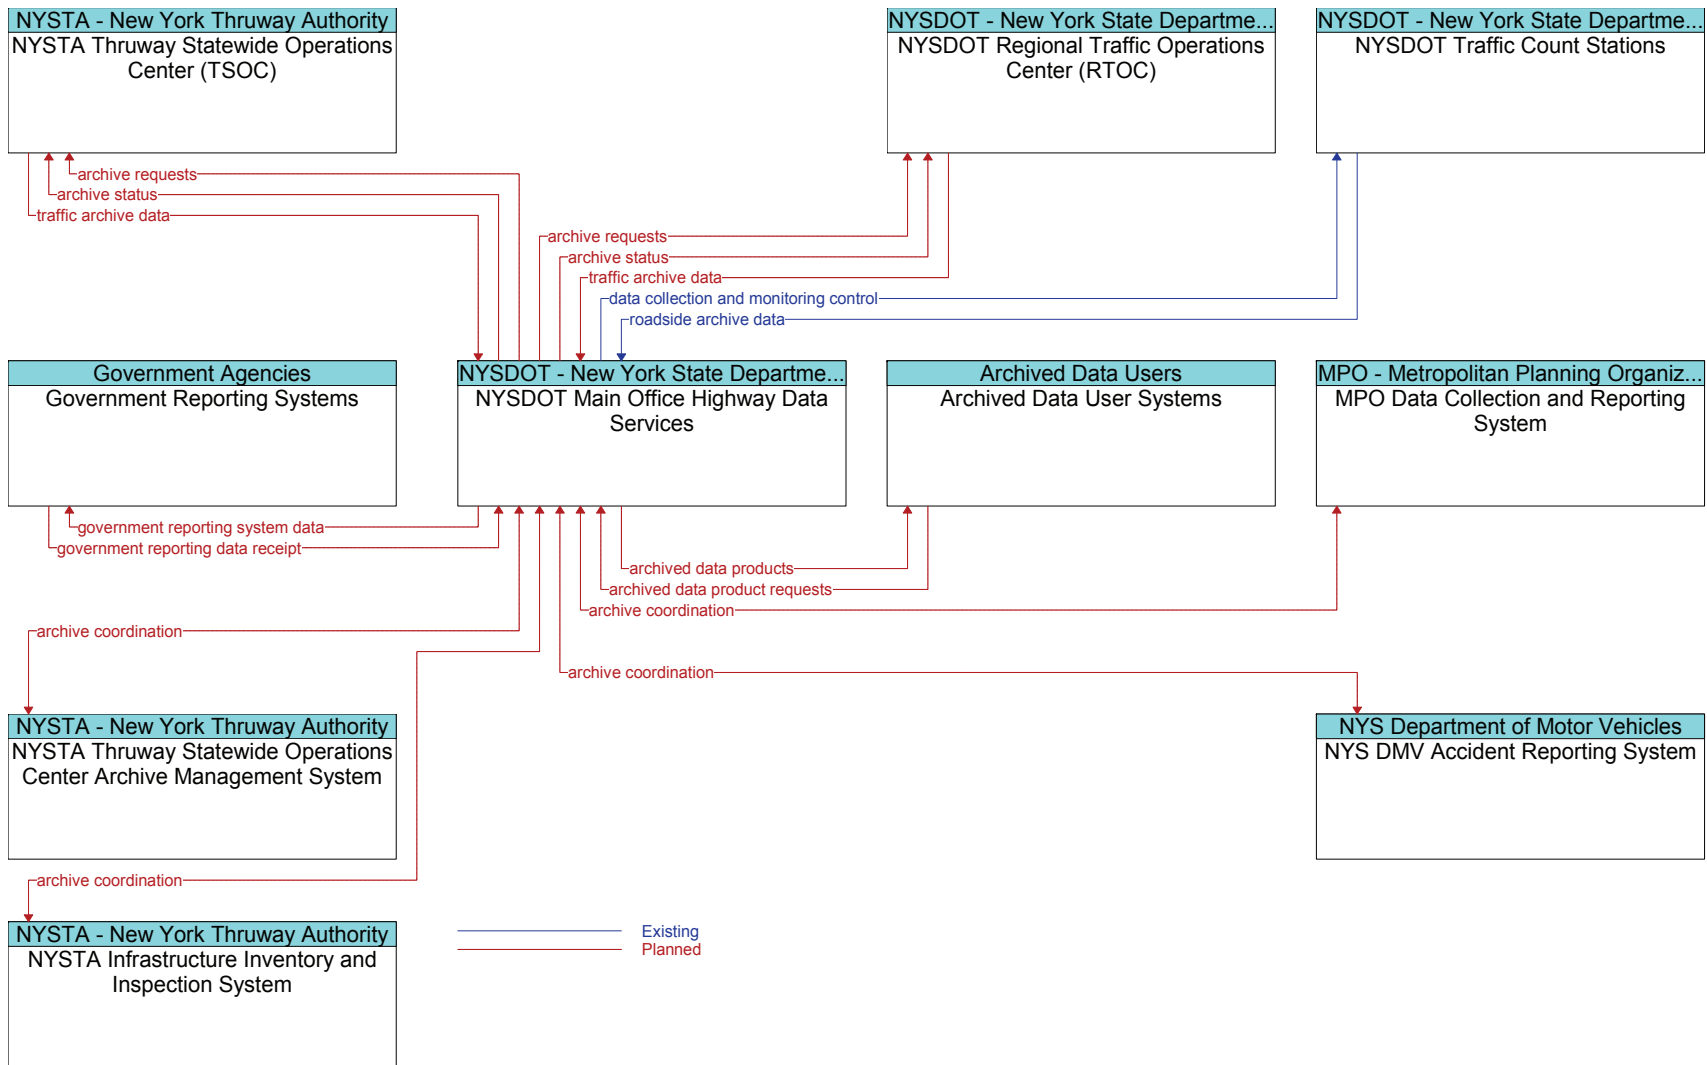 NYSTA - New York Thruway Authority
NYSTA Thruway Statewide Operations
Center (TSOC)
NYSDOT - New York State Departme...
NYSDOT Regional Traffic Operations
Center (RTOC)
NYSDOT - New York State Departme...
NYSDOT Traffic Count Stations
archive requests
archive status
traffic archive data
archive requests
archive status
traffic archive data
data collection and monitoring control
roadside archive data
Government Agencies
Government Reporting Systems
NYSDOT - New York State Departme...
NYSDOT Main Office Highway Data
Services
Archived Data Users
Archived Data User Systems
MPO - Metropolitan Planning Organiz...
MPO Data Collection and Reporting
System
government reporting system data
government reporting data receipt
archived data products
archived data product requests
archive coordination
archive coordination
archive coordination
NYSTA - New York Thruway Authority
NYSTA Thruway Statewide Operations
Center Archive Management System
NYS Department of Motor Vehicles
NYS DMV Accident Reporting System
archive coordination
NYSTA - New York Thruway Authority
NYSTA Infrastructure Inventory and
Inspection System
Existing
Planned